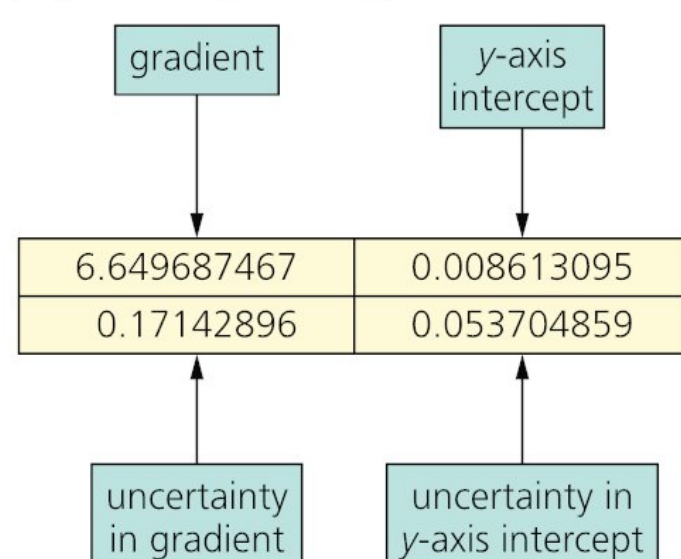 gradient
y-axis
intercept
6.649687467 0.008613095
0.17142896 0.053704859
uncertainty
in gradient
uncertainty in
y-axis intercept